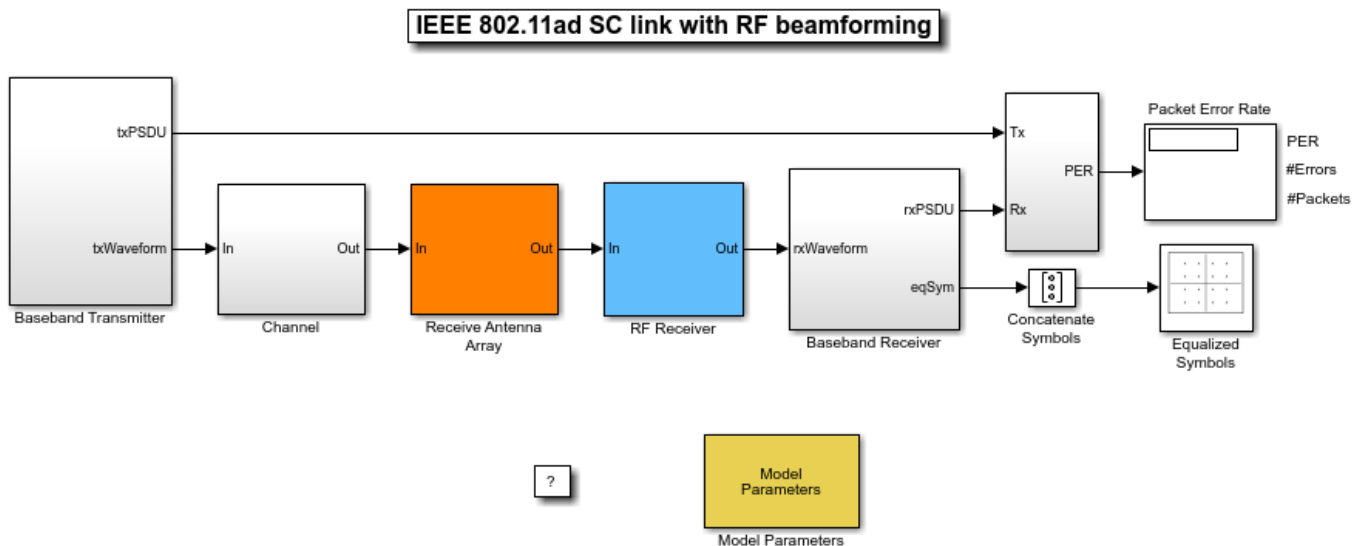 IEEE 802.11ad SC link with RF beamforming
txPSDU
txWaveform
Baseband Transmitter
In
Out
Channel
In
Out
Receive Antenna
Array
In
Out
RF Receiver
rxWaveform
rxPSDU
eqSym
Baseband Receiver
Tx
Rx
PER
Packet Error Rate
PER
#Errors
#Packets
Concatenate
Symbols
Equalized
Symbols
?
Model
Parameters
Model Parameters